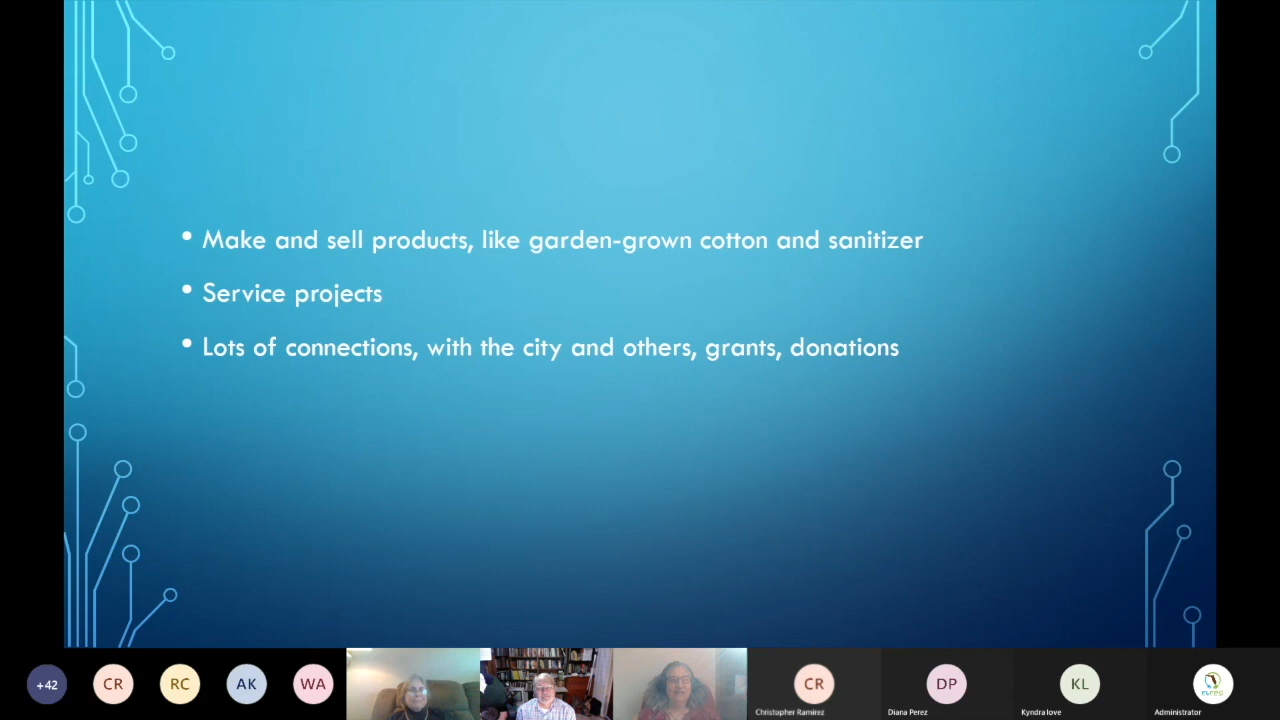 • Make and sell products, like garden-grown cotton and sanitizer
• Service projects
• Lots of connections, with the city and others, grants, donations
+42
CR
RC
AK
WA
CR
DP
KL
Christopher Ramirez
Diana Perez
Kyndra love
Administrator